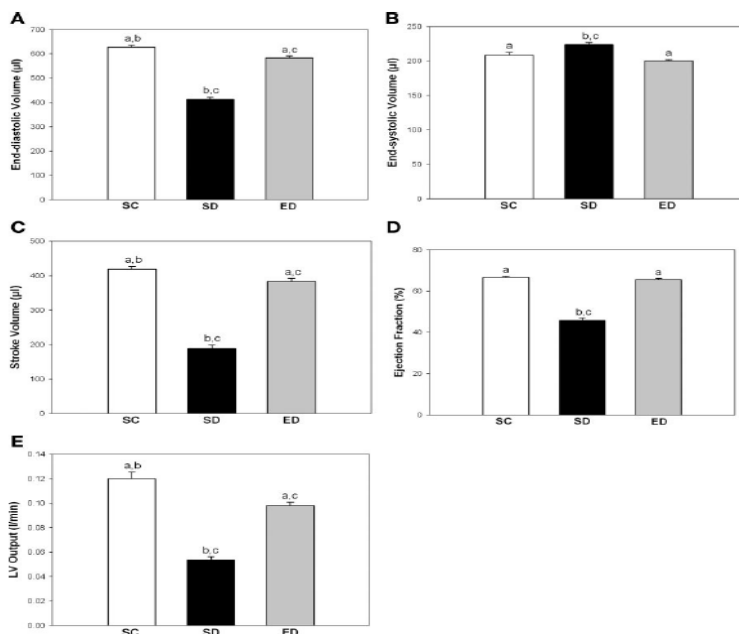 A
End-diastolic Volume (µl)
700
600
500
400
300
200
100
0
a,b
b,c
a,c
SC
SD
ED
B
End-systolic Volume (µl)
250
200
150
100
50
0
a
b,c
a
SC
SD
ED
C
Stroke Volume (µl)
500
400
300
200
100
0
a,b
b,c
a,c
SC
SD
ED
D
Ejection Fraction (%)
80
60
40
20
0
a
b,c
a
SC
SD
ED
E
LV Output (l/min)
0.14
0.12
0.10
0.08
0.06
0.04
0.02
0.00
a,b
b,c
a,c
SC
SD
ED